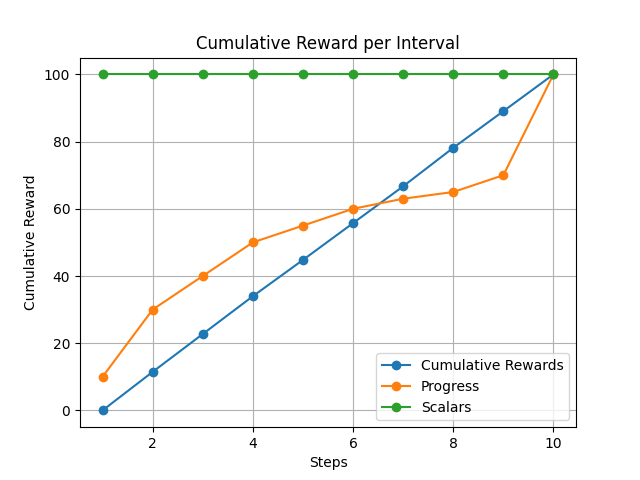 Cumulative Reward per Interval
100
80
60
40
20
0
Cumulative Reward
2
4
6
8
10
Steps
Cumulative Rewards
Progress
Scalars